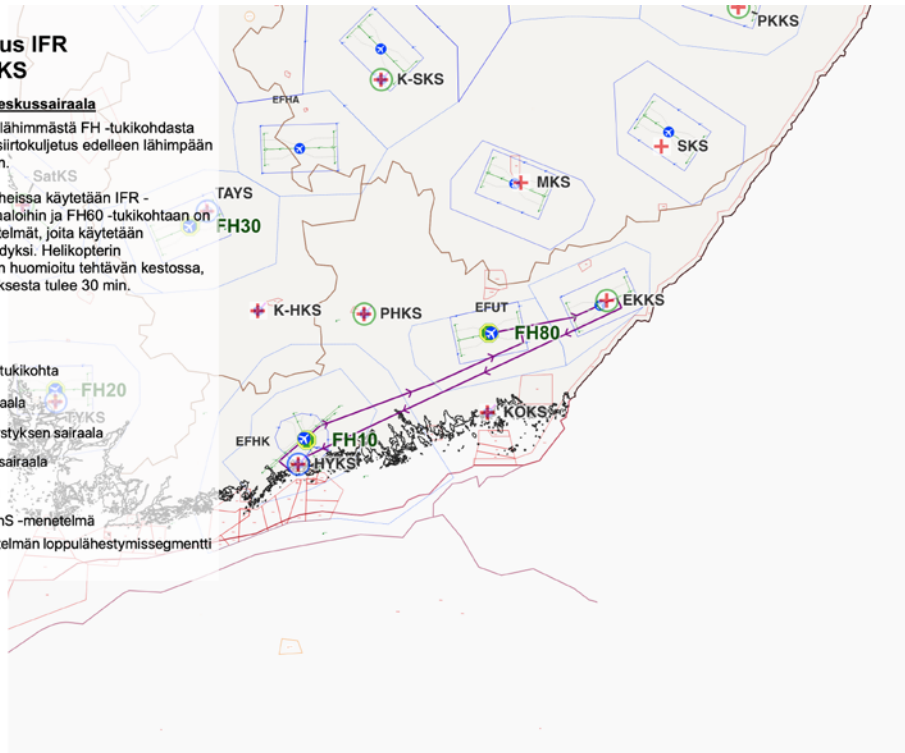 us IFR
KS
eskussairaala
lähimmästä FH -tukikohdasta
siirtokuljetus edelleen lähimpään
n.
SatKS
heissa käytetään IFR -
aaloihin ja FH60 -tukikohtaan on
telmät, joita käytetään
dyksi. Helikopterin
n huomioitu tehtävän kestossa,
ksesta tulee 30 min.
TAYS
FH30
PKKS
K-SKS
EFHA
SKS
MKS
K-HKS
PHKS
EFUT
FH80
EKKS
tukikohta
FH20
aala
TYKS
styksen sairaala
sairaala
KOKS
EFHK
FH10
HYKS
nS -menetelmä
telmän loppulähestymissegmentti